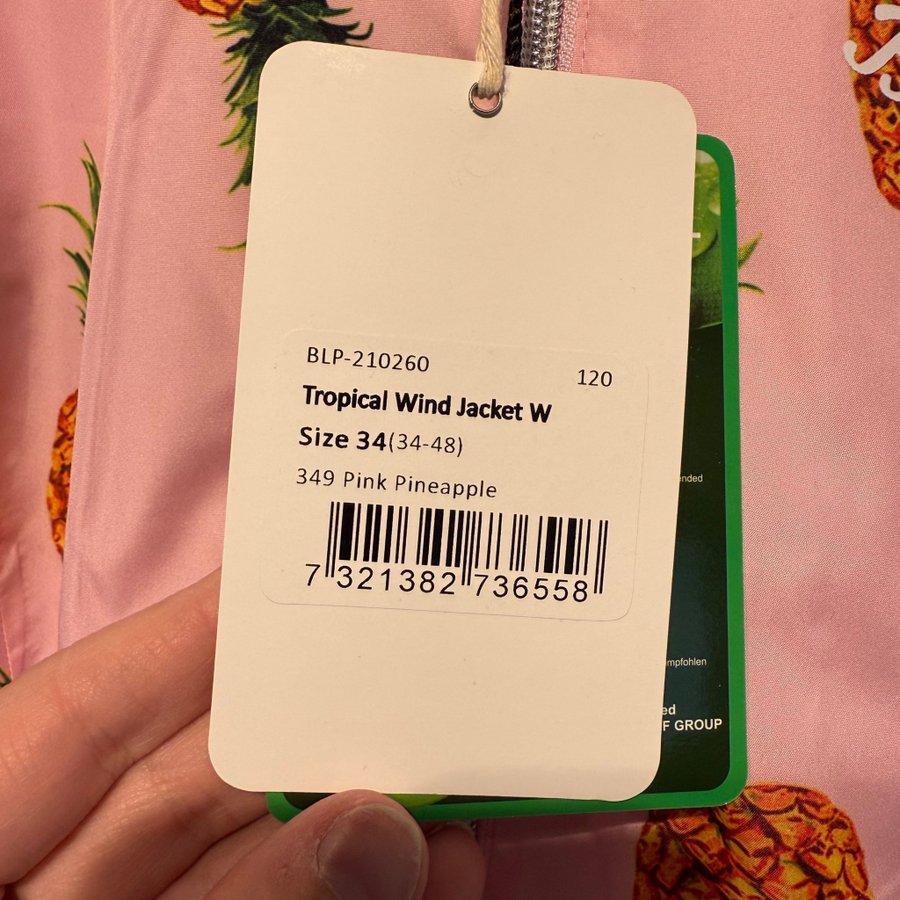 BLP-210260
120
Tropical Wind Jacket W
Size 34(34-48)
349 Pink Pineapple
7 321382 736558
ended
empfohlen
ed
F GROUP